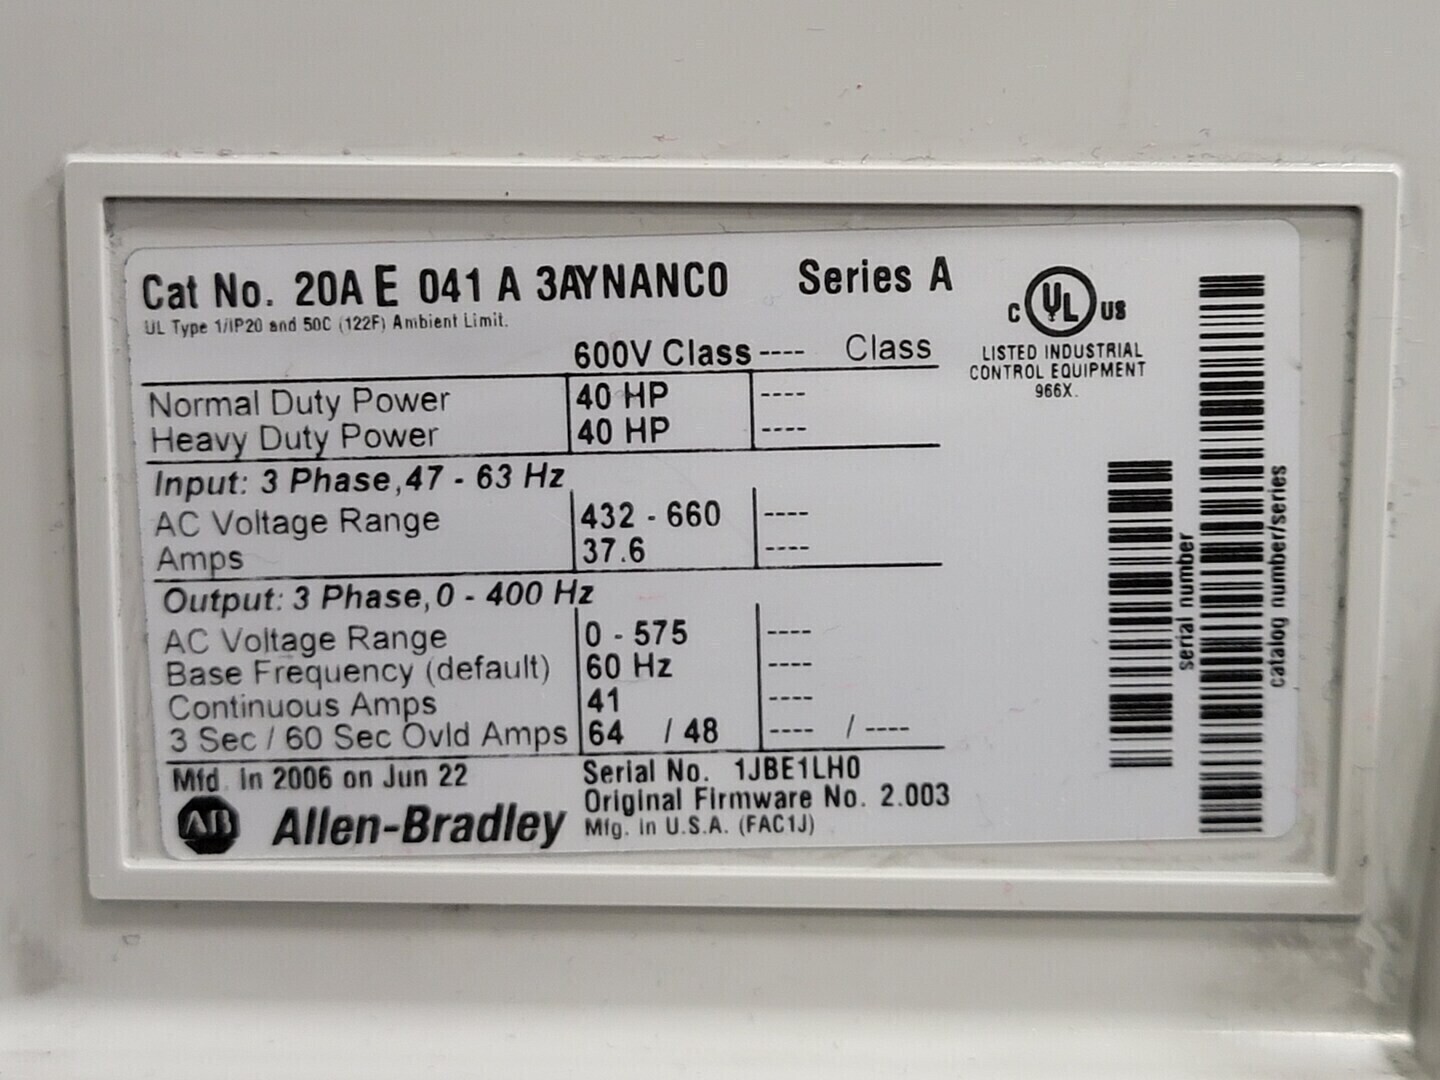 Cat No. 20A E 041 A 3AYNANC0 Series A
UL Type 1/IP20 and 50C (122F) Ambient Limit.
C UL US
LISTED INDUSTRIAL
CONTROL EQUIPMENT
966X.
600V Class ---- Class
Normal Duty Power 40 HP ----
Heavy Duty Power 40 HP ----
Input: 3 Phase, 47 - 63 Hz
AC Voltage Range 432 - 660 ----
Amps 37.6 ----
Output: 3 Phase, 0 - 400 Hz
AC Voltage Range 0 - 575 ----
Base Frequency (default) 60 Hz ----
Continuous Amps 41 ----
3 Sec / 60 Sec Ovld Amps 64 / 48 ---- / ----
Mfd. in 2006 on Jun 22
Serial No. 1JBE1LH0
Original Firmware No. 2.003
AB Allen-Bradley
Mfg. in U.S.A. (FAC1J)
serial number
catalog number/series